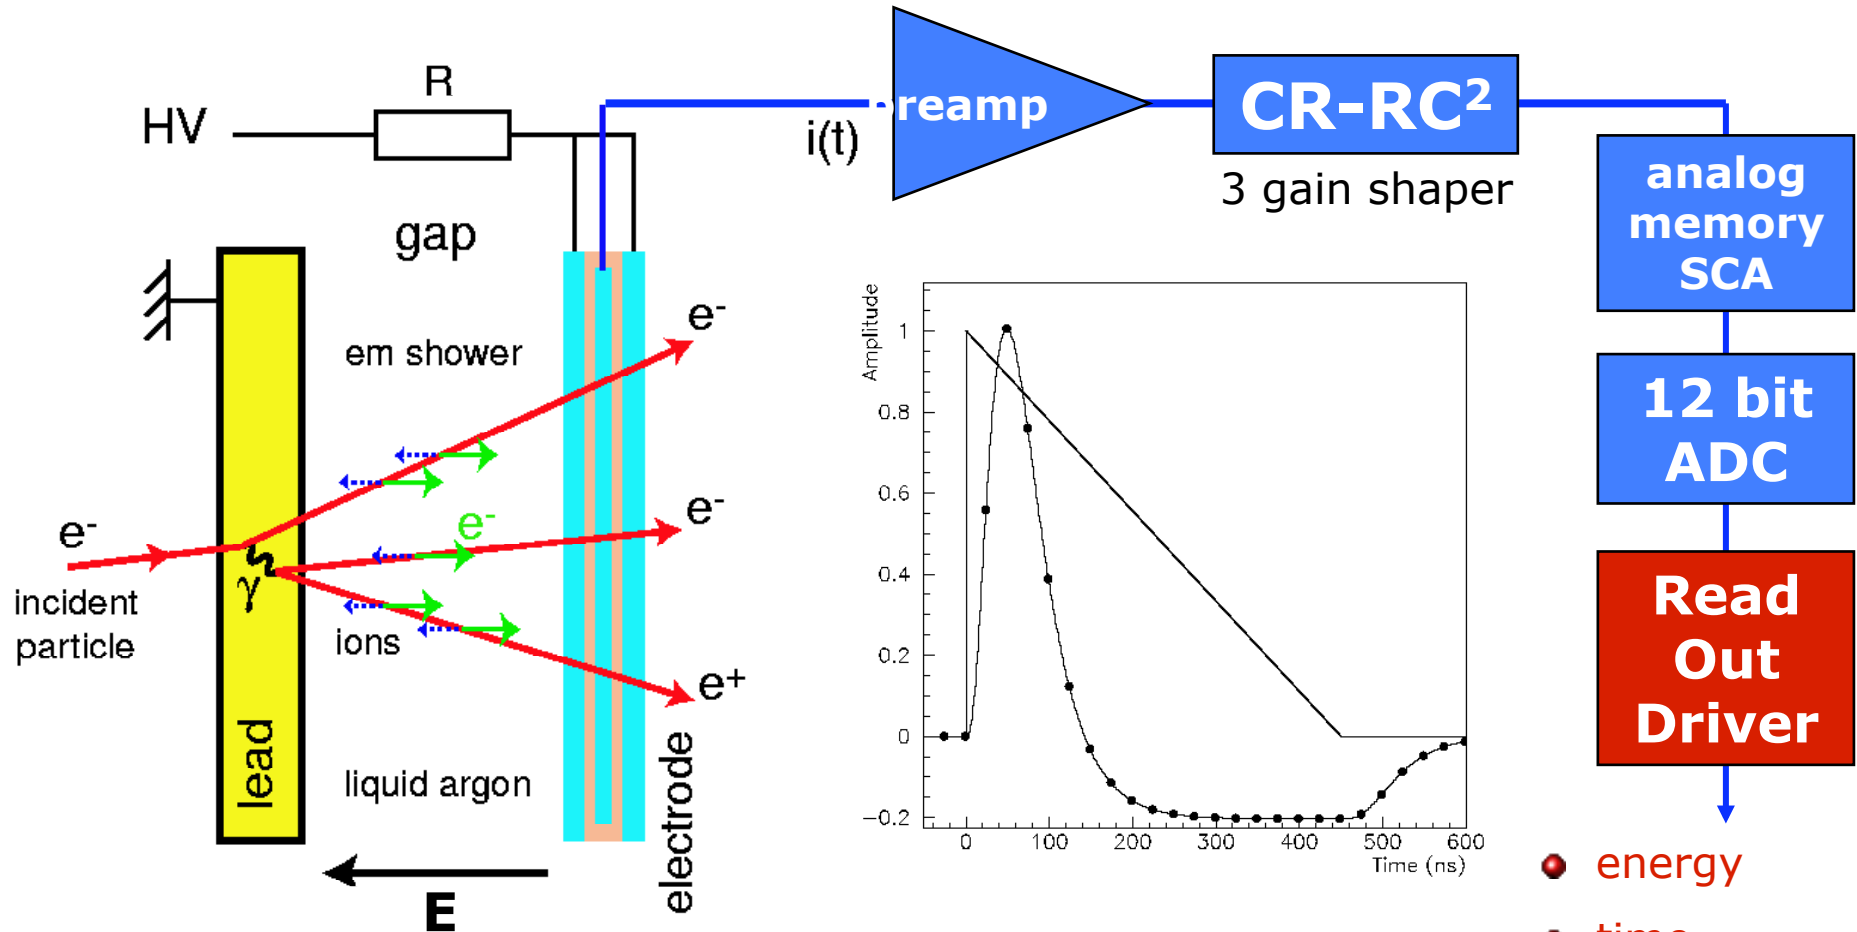 R
HV
i(t)
reamp
CR-RC²
3 gain shaper
analog
memory
SCA
12 bit
ADC
Read
Out
Driver
energy
time
gap
em shower
e-
e-
e-
e-
e+
γ
incident
particle
ions
lead
liquid argon
electrode
E
Amplitude
1
0.8
0.6
0.4
0.2
0
-0.2
0 100 200 300 400 500 600
Time (ns)